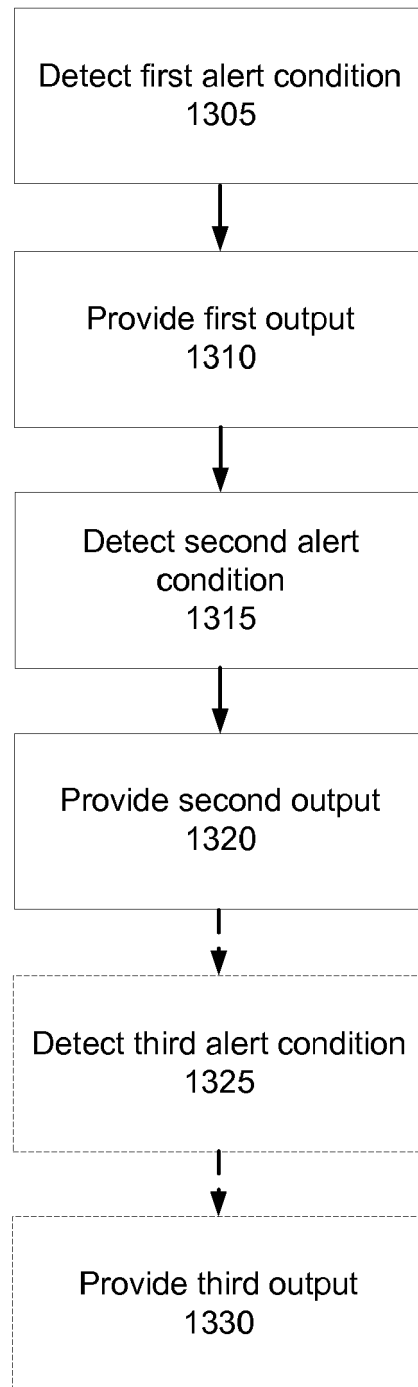 Detect first alert condition
1305
Provide first output
1310
Detect second alert
condition
1315
Provide second output
1320
Detect third alert condition
1325
Provide third output
1330